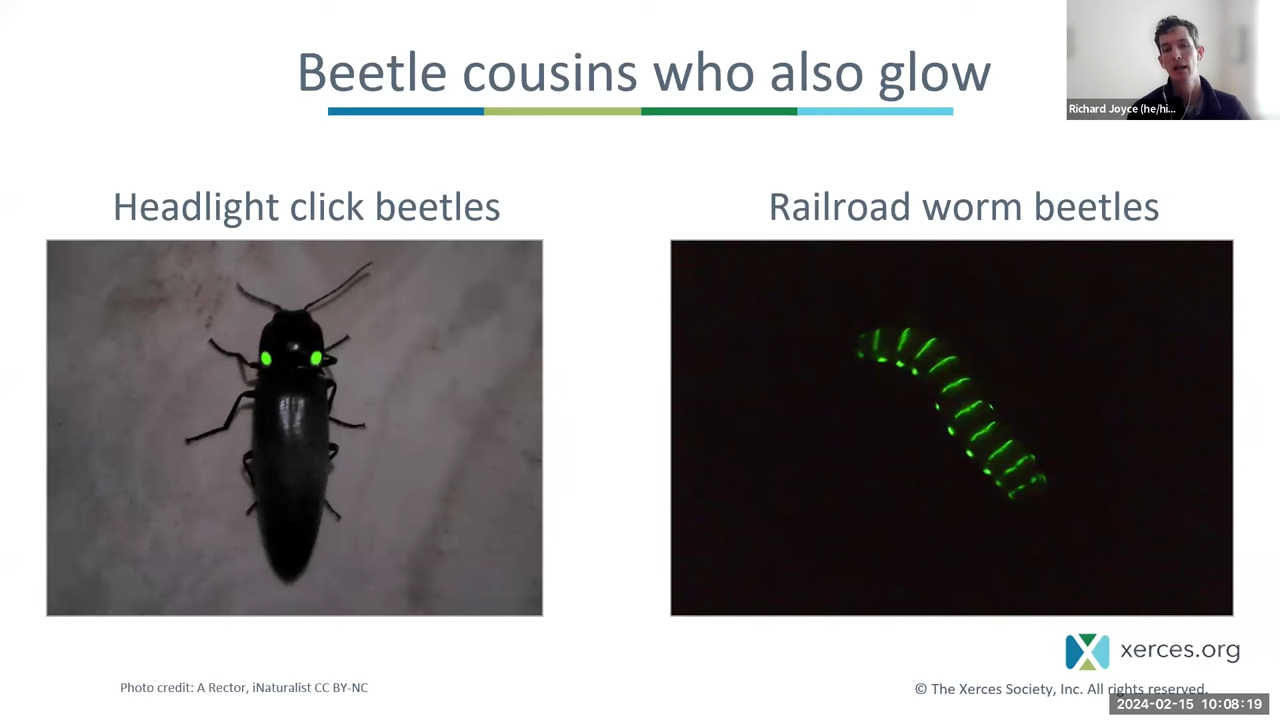 Beetle cousins who also glow
Richard Joyce (he/hi...
Headlight click beetles
Railroad worm beetles
xerces.org
Photo credit: A Rector, iNaturalist CC BY-NC
© The Xerces Society, Inc. All rights reserved.
2024-02-15 10:08:19